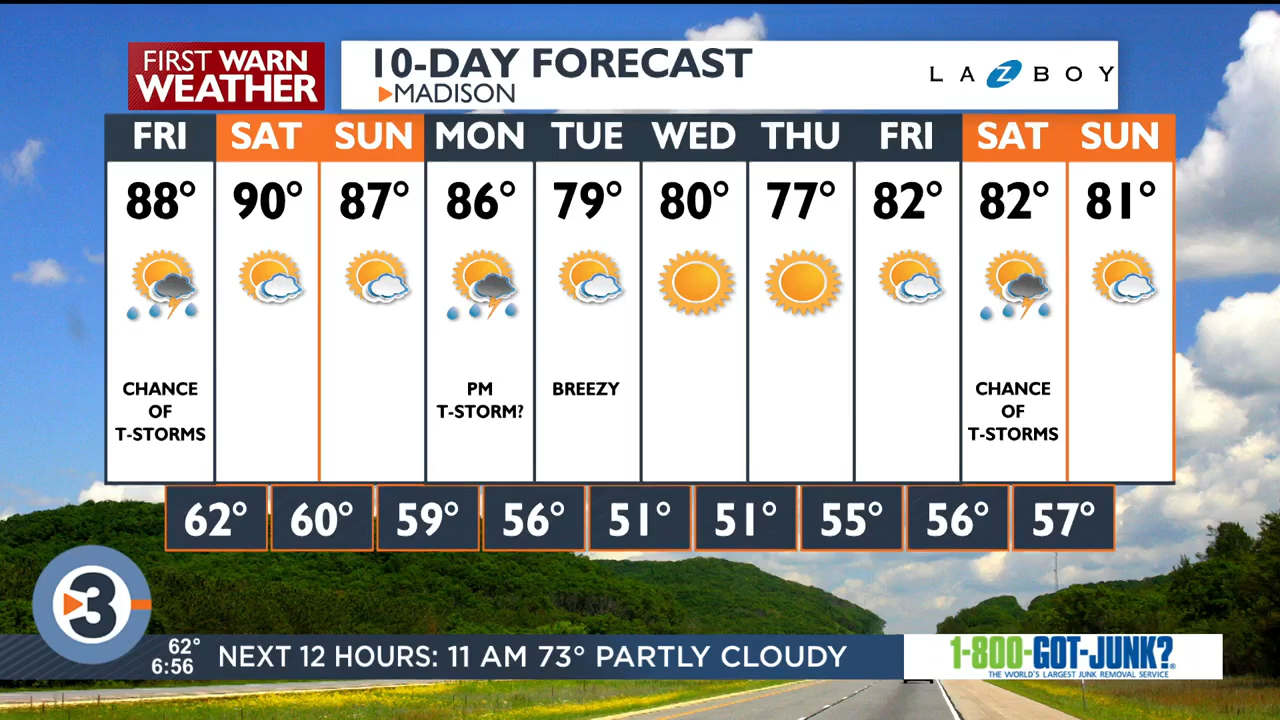 FIRST WARN
WEATHER
10-DAY FORECAST
MADISON
LA Z BOY
FRI SAT SUN MON TUE WED THU FRI SAT SUN
88° 90° 87° 86° 79° 80° 77° 82° 82° 81°
CHANCE
OF
T-STORMS
PM
T-STORM?
BREEZY
CHANCE
OF
T-STORMS
62° 60° 59° 56° 51° 51° 55° 56° 57°
3
62°
6:56
NEXT 12 HOURS: 11 AM 73° PARTLY CLOUDY
1-800-GOT-JUNK?
THE WORLD'S LARGEST JUNK REMOVAL SERVICE